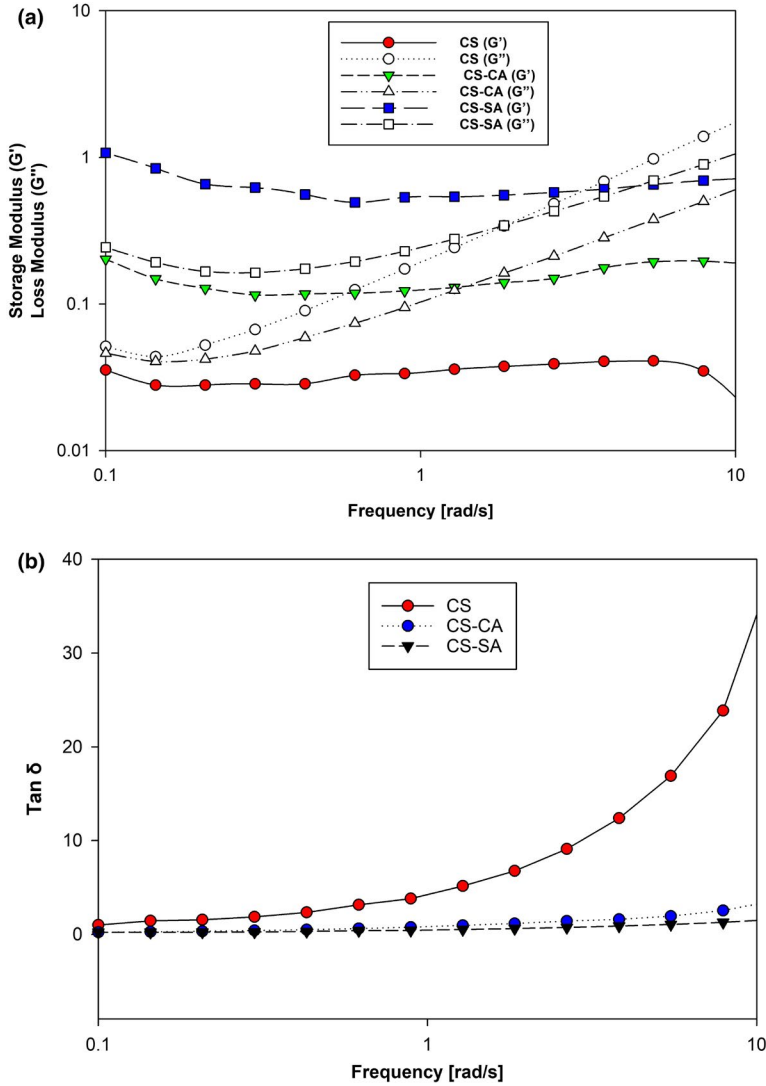 (a)
10
1
0.1
0.01
Storage Modulus (G')
Loss Modulus (G'')
CS (G')
CS (G'')
CS-CA (G')
CS-CA (G'')
CS-SA (G')
CS-SA (G'')
0.1
1
10
Frequency [rad/s]
(b)
40
30
20
10
0
Tan δ
CS
CS-CA
CS-SA
0.1
1
10
Frequency [rad/s]